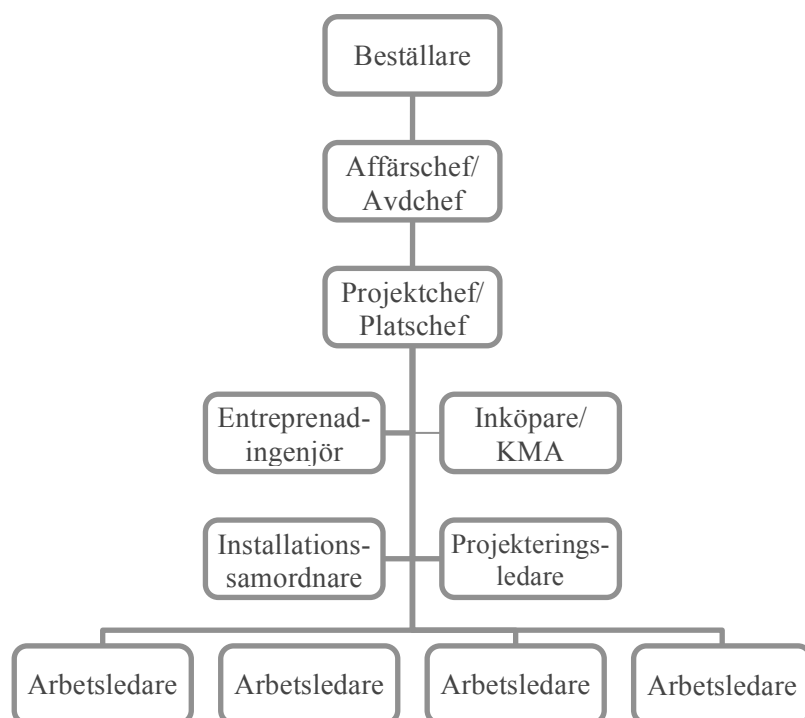 Beställare
Affärschef/
Avdchef
Projektchef/
Platschef
Entreprenad-
ingenjör
Inköpare/
KMA
Installations-
samordnare
Projekterings-
ledare
Arbetsledare
Arbetsledare
Arbetsledare
Arbetsledare